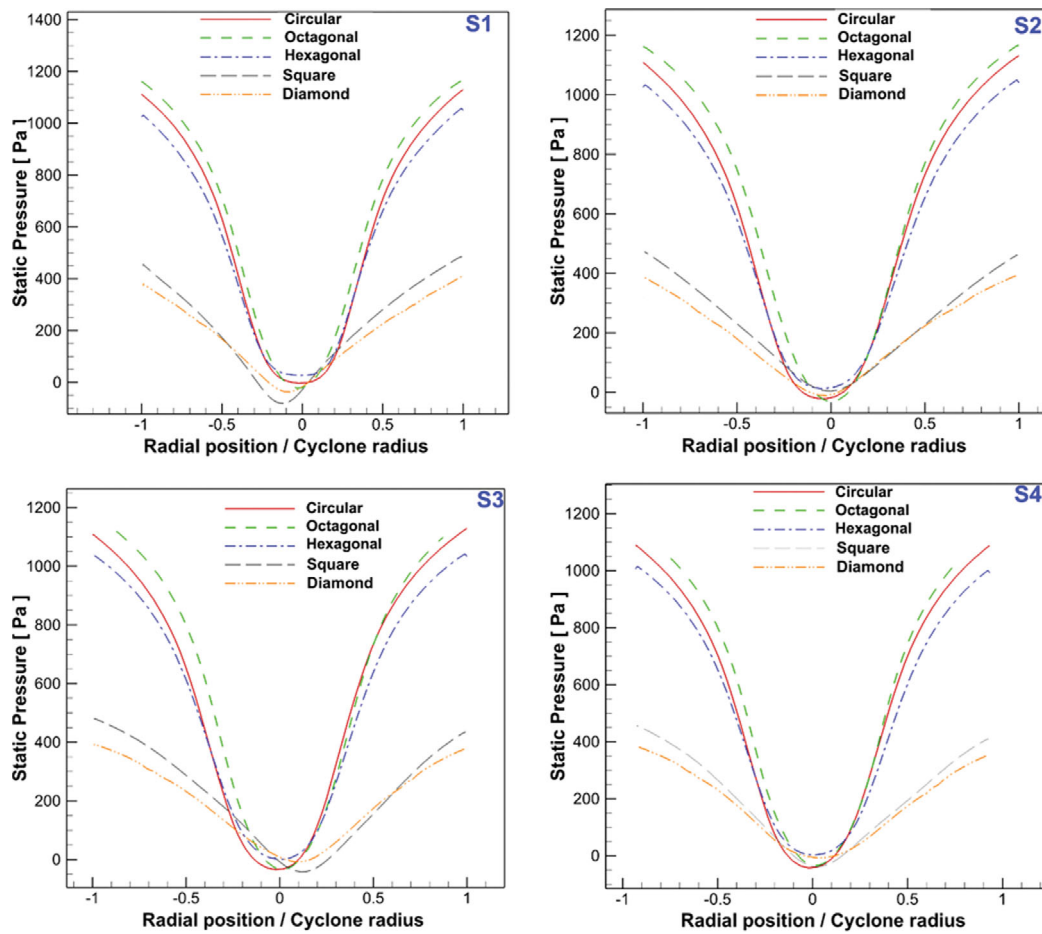 S1
Circular
Octagonal
Hexagonal
Square
Diamond
Static Pressure [ Pa ]
1400
1200
1000
800
600
400
200
0
-1
-0.5
0
0.5
1
Radial position / Cyclone radius
S2
Circular
Octagonal
Hexagonal
Square
Diamond
Static Pressure [ Pa ]
1200
1000
800
600
400
200
0
-1
-0.5
0
0.5
1
Radial position / Cyclone radius
S3
Circular
Octagonal
Hexagonal
Square
Diamond
Static Pressure [ Pa ]
1200
1000
800
600
400
200
0
-1
-0.5
0
0.5
1
Radial position / Cyclone radius
S4
Circular
Octagonal
Hexagonal
Square
Diamond
Static Pressure [ Pa ]
1200
1000
800
600
400
200
0
-1
-0.5
0
0.5
1
Radial position / Cyclone radius